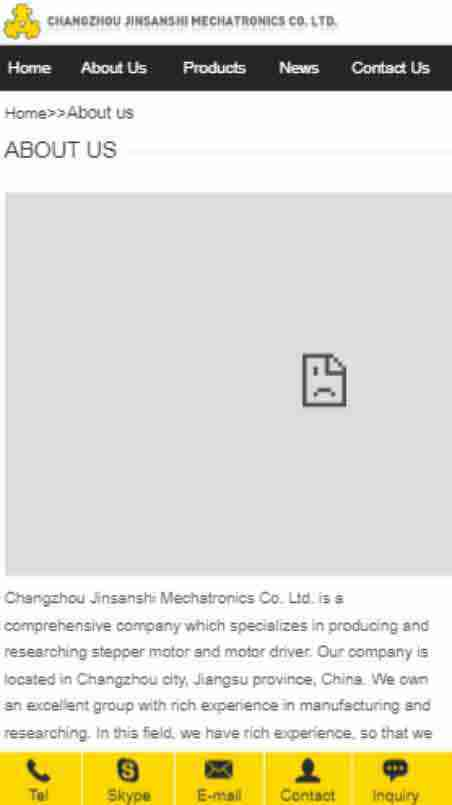 CHANGZHOU JINSANSHI MECHATRONICS CO. LTD.
Home About Us Products News Contact Us
Home>>About us
ABOUT US
Changzhou Jinsanshi Mechatronics Co. Ltd. is a
comprehensive company which specializes in producing and
researching stepper motor and motor driver. Our company is
located in Changzhou city, Jiangsu province, China. We own
an excellent group with rich experience in manufacturing and
researching. In this field, we have rich experience, so that we
Tel Skype E-mail Contact Inquiry